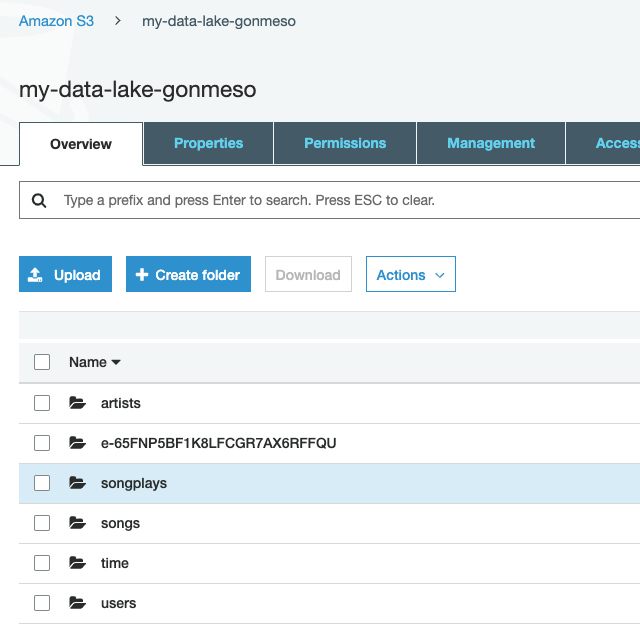 Amazon S3 > my-data-lake-gonmeso
my-data-lake-gonmeso
Overview Properties Permissions Management Access
Type a prefix and press Enter to search. Press ESC to clear.
Upload Create folder Download Actions
Name
artists
e-65FNP5BF1K8LFCGR7AX6RFFQU
songplays
songs
time
users